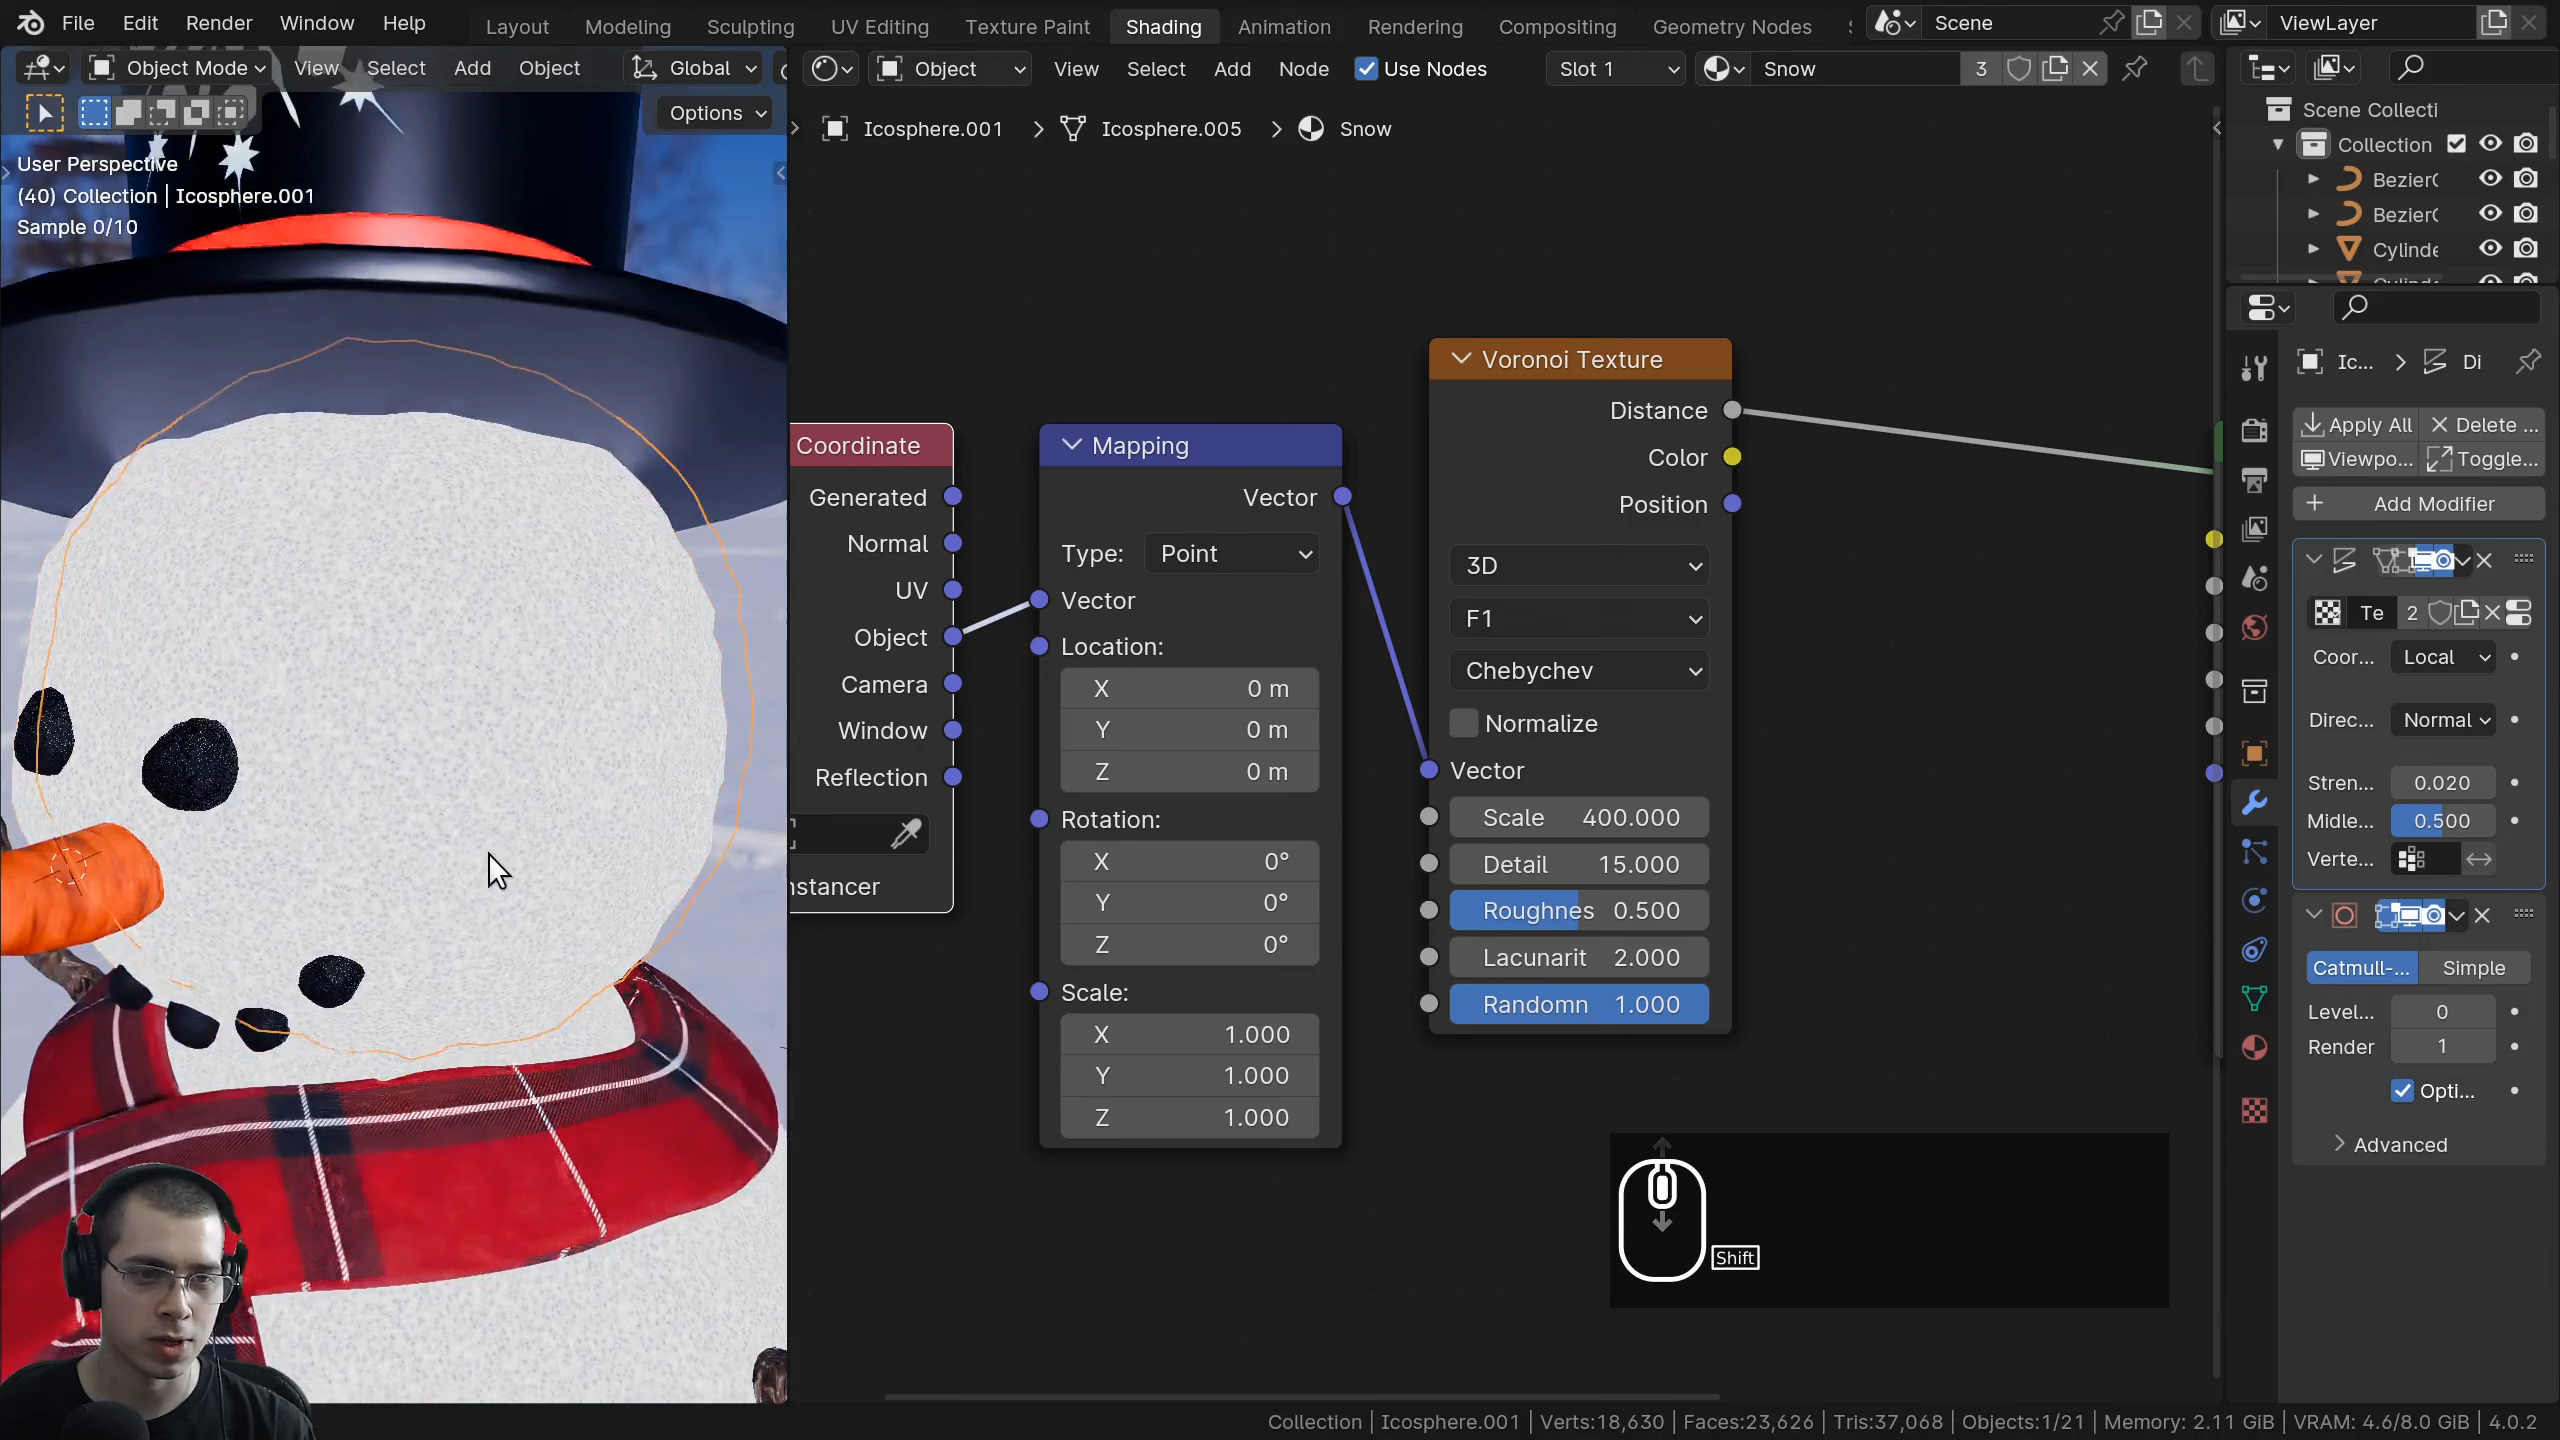 File Edit Render Window Help Layout Modeling Sculpting UV Editing Texture Paint Shading Animation Rendering Compositing Geometry Nodes Scene ViewLayer
Object Mode View Select Add Object Global Object View Select Add Node Use Nodes Slot 1 Snow 3
Options
Icosphere.001 > Icosphere.005 > Snow
User Perspective
(40) Collection | Icosphere.001
Sample 0/10
Coordinate
Generated
Normal
UV
Object
Camera
Window
Reflection
nstancer
Mapping
Vector
Type: Point
Vector
Location:
X 0 m
Y 0 m
Z 0 m
Rotation:
X 0°
Y 0°
Z 0°
Scale:
X 1.000
Y 1.000
Z 1.000
Voronoi Texture
Distance
Color
Position
3D
F1
Chebychev
Normalize
Vector
Scale 400.000
Detail 15.000
Roughnes 0.500
Lacunarit 2.000
Randomn 1.000
Shift
Scene Collecti
Collection
Bezier
Bezier
Cylinde
Ic... > Di
Apply All Delete ...
Viewpo... Toggle...
+ Add Modifier
Te 2
Coor... Local
Direc... Normal
Stren... 0.020
Midle... 0.500
Verte...
Catmull-... Simple
Level... 0
Render 1
Opti...
Advanced
Collection | Icosphere.001 | Verts:18,630 | Faces:23,626 | Tris:37,068 | Objects:1/21 | Memory: 2.11 GiB | VRAM: 4.6/8.0 GiB | 4.0.2